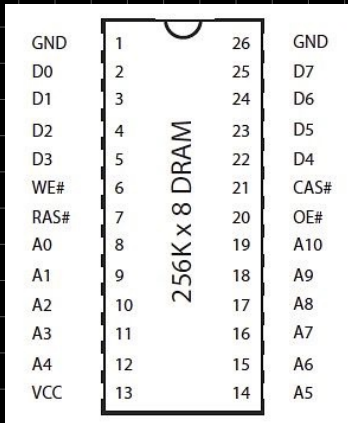 GND 1 26 GND
D0 2 25 D7
D1 3 24 D6
D2 4 23 D5
D3 5 22 D4
WE# 6 21 CAS#
RAS# 7 20 OE#
A0 8 19 A10
A1 9 18 A9
A2 10 17 A8
A3 11 16 A7
A4 12 15 A6
VCC 13 14 A5
256K x 8 DRAM